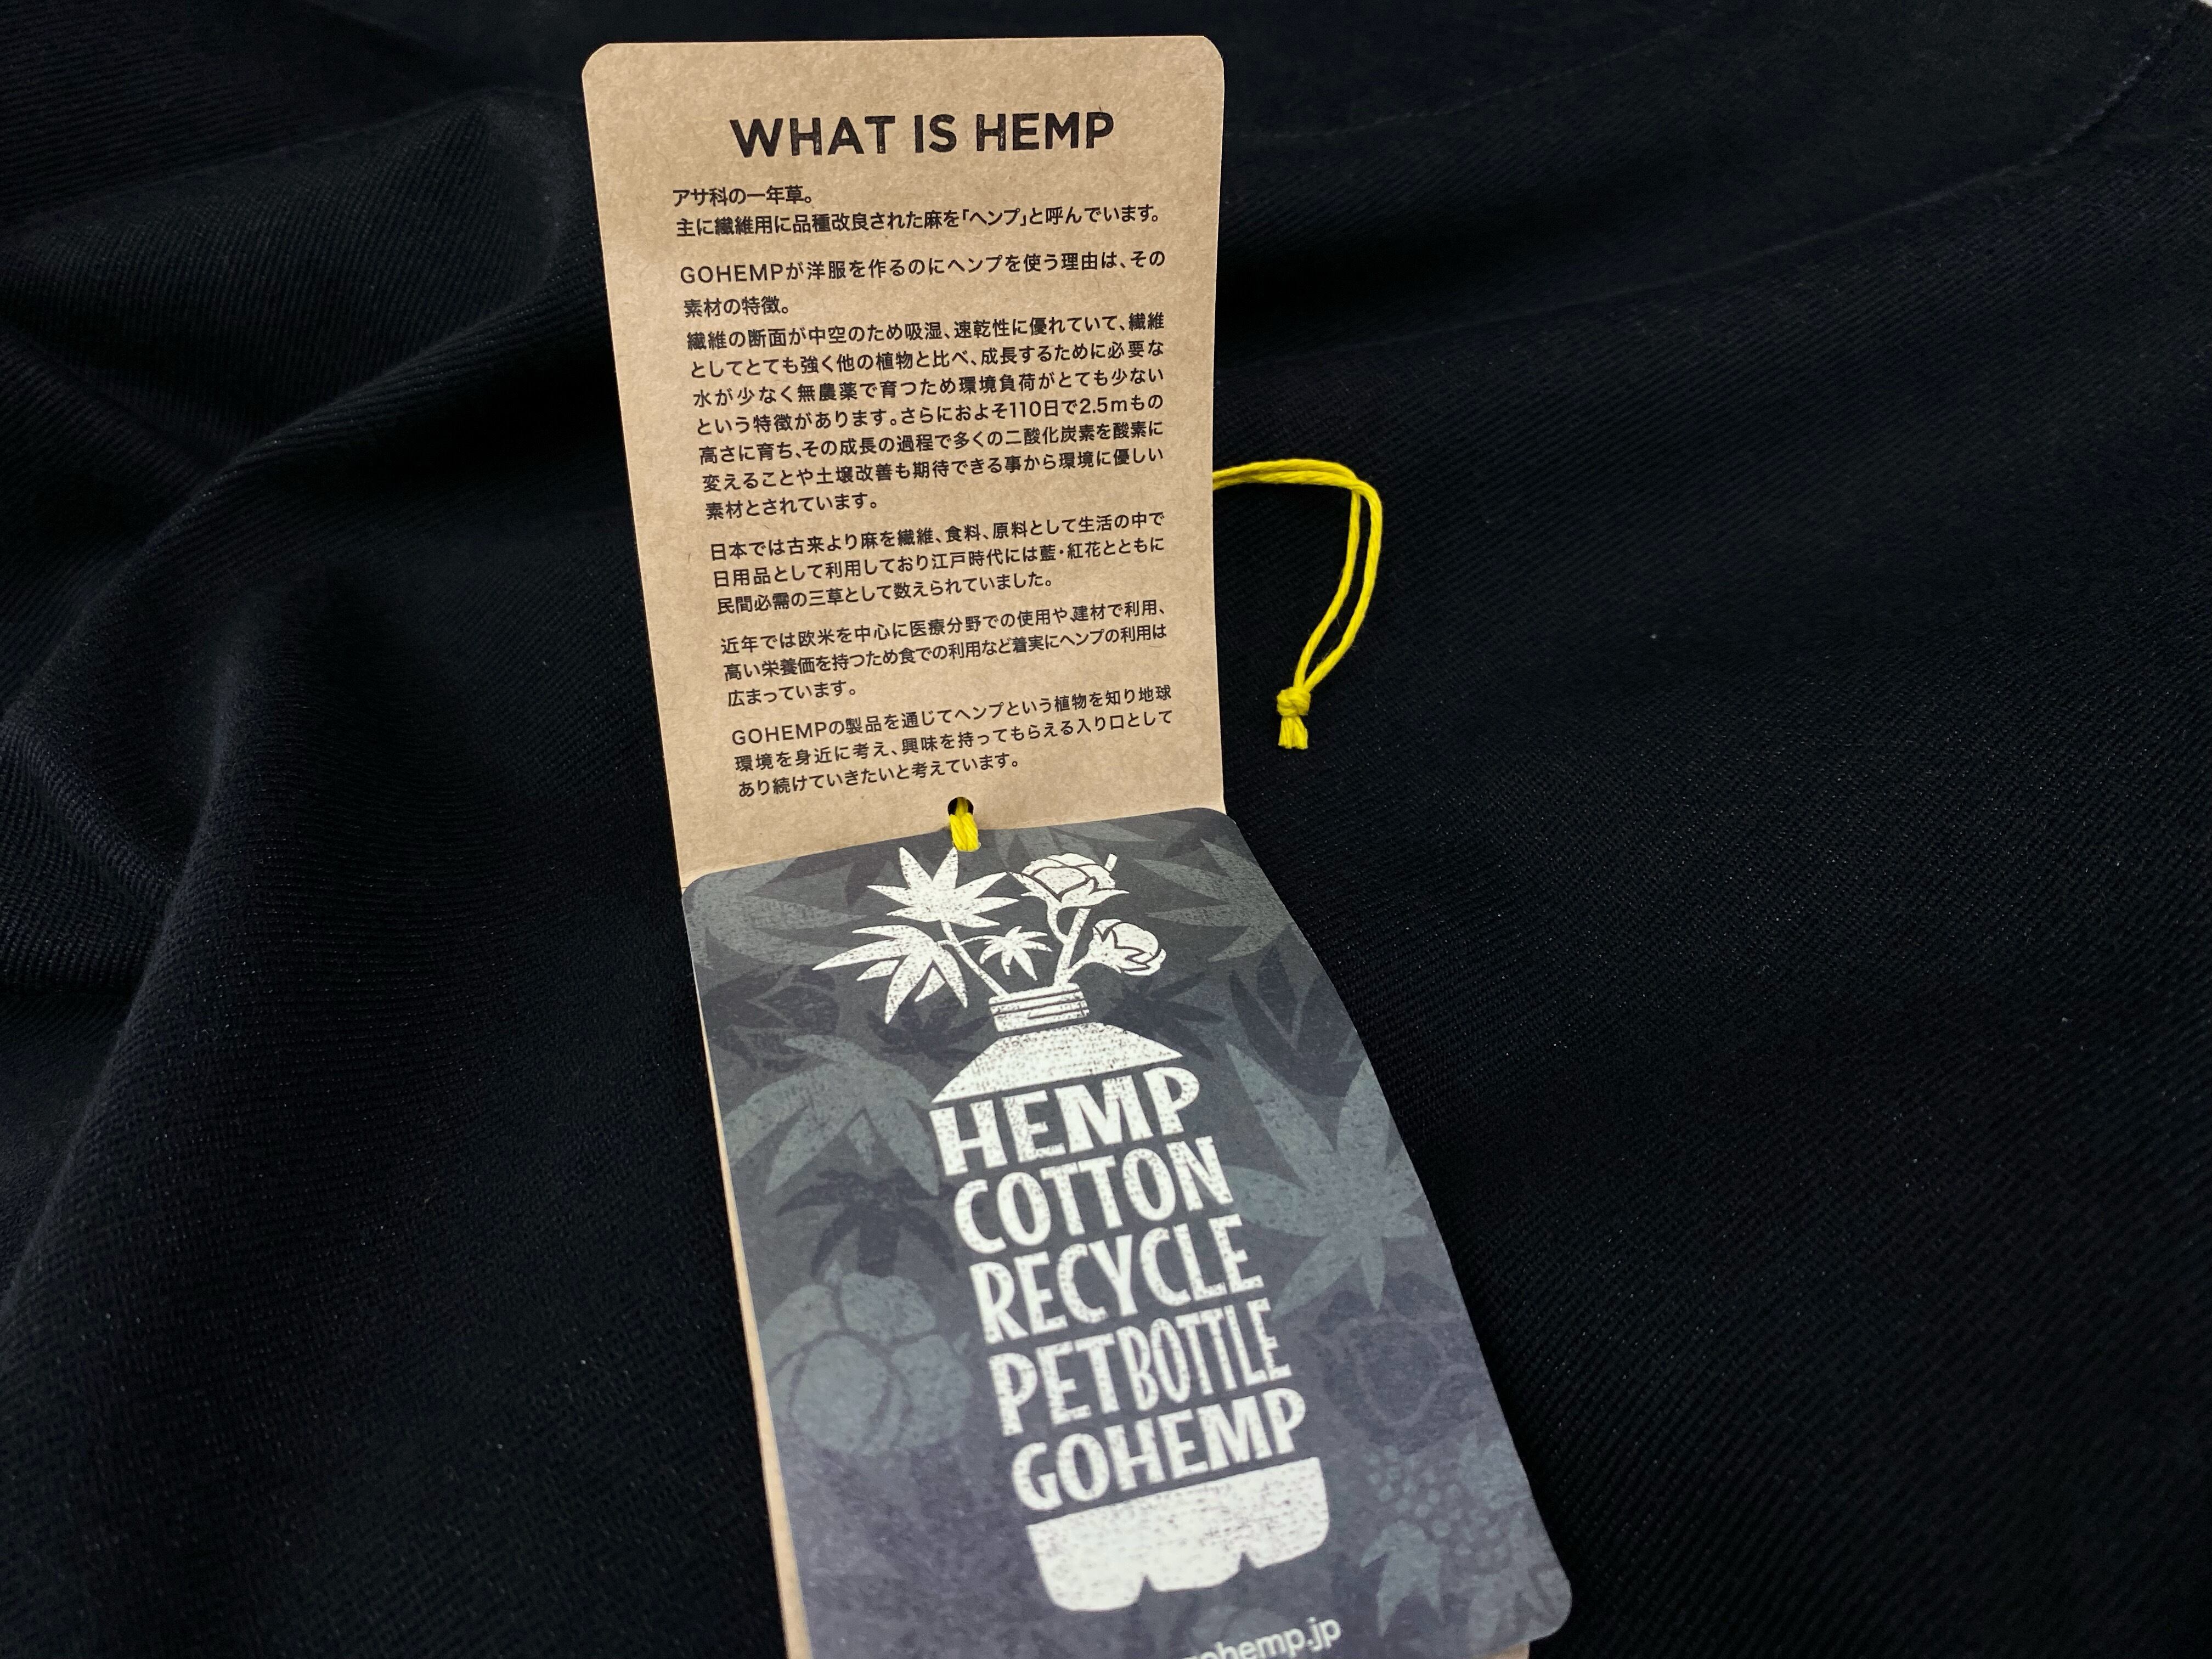 WHAT IS HEMP
アサ科の一年草。
主に繊維用に品種改良された麻を「ヘンプ」と呼んでいます。
GOHEMPが洋服を作るのにヘンプを使う理由は、その
素材の特徴。
繊維の断面が中空のため吸湿、速乾性に優れていて、繊維
としてとても強く他の植物と比べ、成長するために必要な
水が少なく無農薬で育つため環境負荷がとても少ない
という特徴があります。さらにおよそ110日で2.5mもの
高さに育ち、その成長の過程で多くの二酸化炭素を酸素に
変えることや土壌改善も期待できる事から環境に優しい
素材とされています。
日本では古来より麻を繊維、食料、原料として生活の中で
日用品として利用しており江戸時代には藍・紅花とともに
民間必需の三草として数えられていました。
近年では欧米を中心に医療分野での使用や、建材で利用、
高い栄養価を持つため食での利用など着実にヘンプの利用は
広まっています。
GOHEMPの製品を通じてヘンプという植物を知り地球
環境を身近に考え、興味を持ってもらえる入り口として
あり続けていきたいと考えています。
HEMP
COTTON
RECYCLE
PETBOTTLE
GOHEMP
gohemp.jp